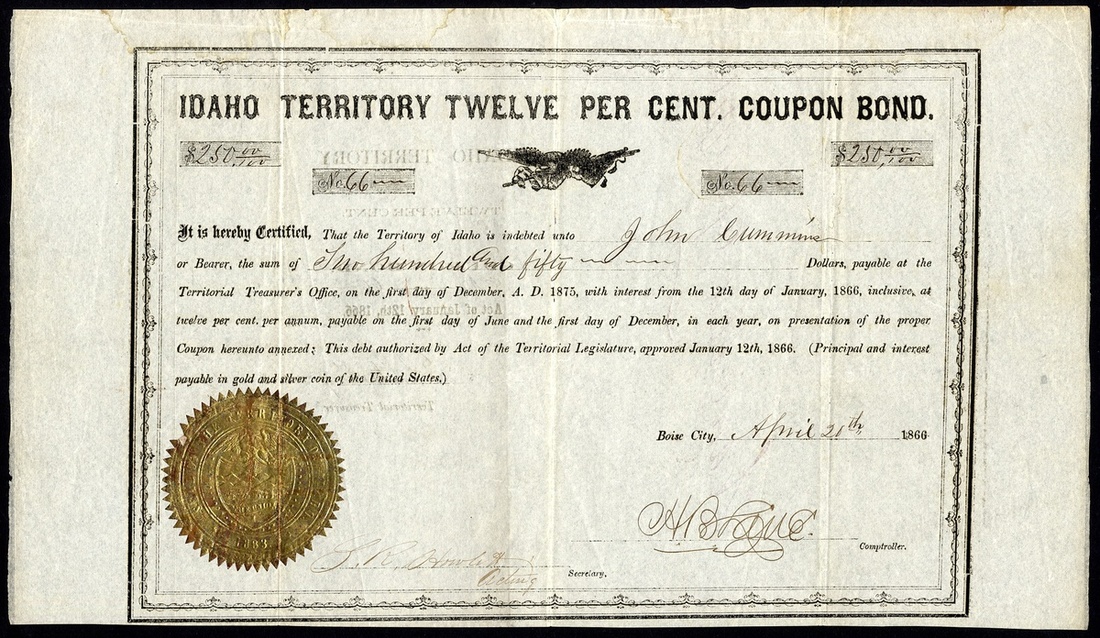 IDAHO TERRITORY TWELVE PER CENT. COUPON BOND.
$250,00/100 $250,00/100
No. 66 No. 66
It is hereby Certified, That the Territory of Idaho is indebted unto John Cummins
or Bearer, the sum of Two hundred and fifty Dollars, payable at the
Territorial Treasurer's Office, on the first day of December, A. D. 1875, with interest from the 12th day of January, 1866, inclusive, at
twelve per cent. per annum, payable on the first day of June and the first day of December, in each year, on presentation of the proper
Coupon hereunto annexed; This debt authorized by Act of the Territorial Legislature, approved January 12th, 1866. (Principal and interest
payable in gold and silver coin of the United States.)
Boise City, April 20th, 1866
TERRITORY
1863
Comptroller.
S. R. Howlett
Acting Secretary,